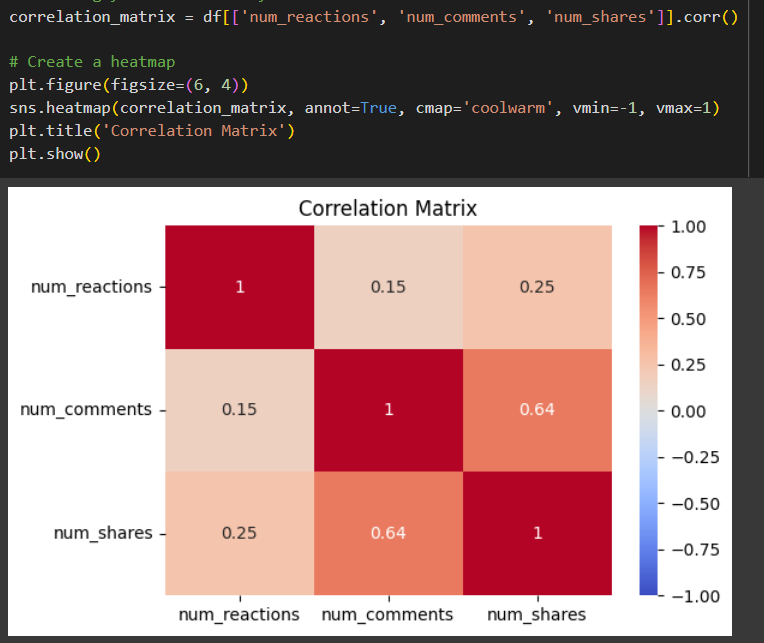 correlation_matrix = df[['num_reactions', 'num_comments', 'num_shares']].corr()
# Create a heatmap
plt.figure(figsize=(6, 4))
sns.heatmap(correlation_matrix, annot=True, cmap='coolwarm', vmin=-1, vmax=1)
plt.title('Correlation Matrix')
plt.show()
Correlation Matrix
num_reactions 1 0.15 0.25
num_comments 0.15 1 0.64
num_shares 0.25 0.64 1
num_reactions num_comments num_shares
1.00
0.75
0.50
0.25
0.00
−0.25
−0.50
−0.75
−1.00